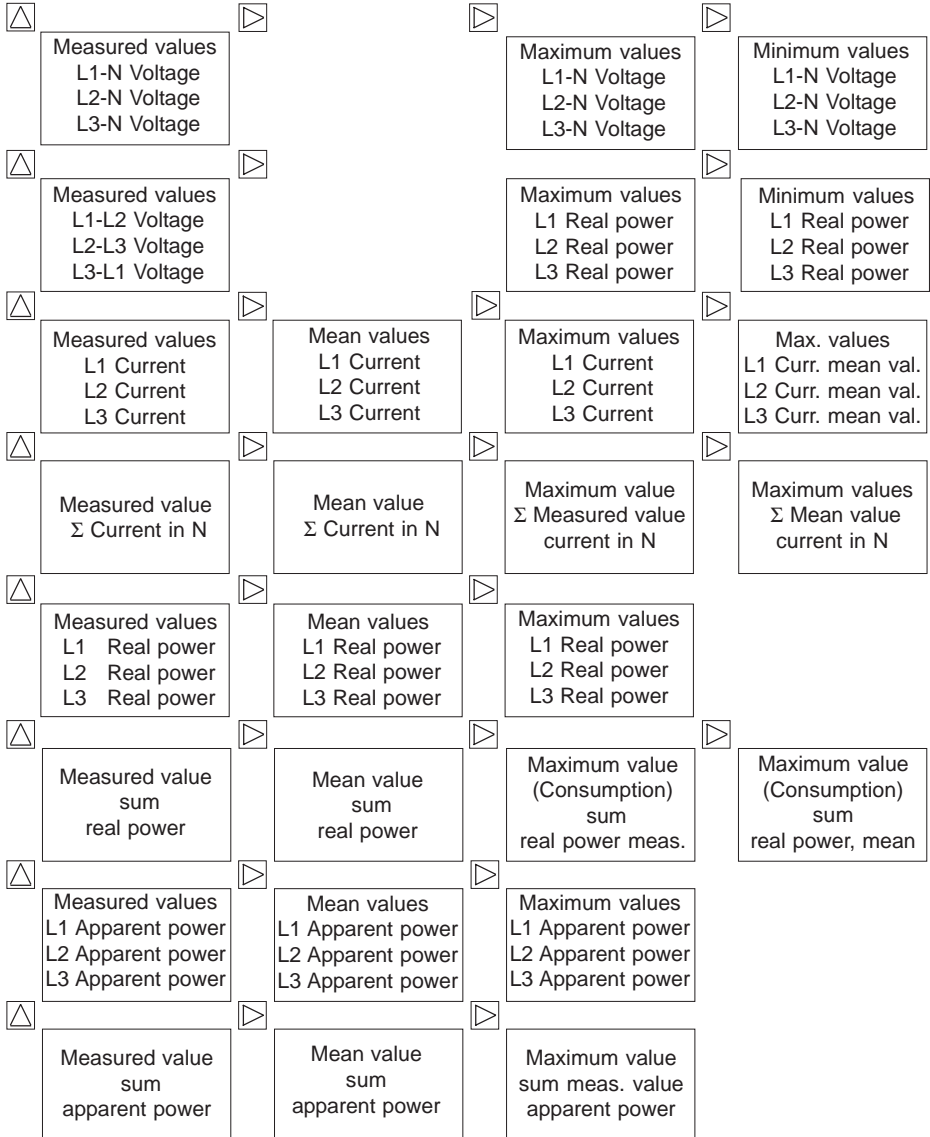 Measured values
L1-N Voltage
L2-N Voltage
L3-N Voltage
Maximum values
L1-N Voltage
L2-N Voltage
L3-N Voltage
Minimum values
L1-N Voltage
L2-N Voltage
L3-N Voltage
Measured values
L1-L2 Voltage
L2-L3 Voltage
L3-L1 Voltage
Maximum values
L1 Real power
L2 Real power
L3 Real power
Minimum values
L1 Real power
L2 Real power
L3 Real power
Measured values
L1 Current
L2 Current
L3 Current
Mean values
L1 Current
L2 Current
L3 Current
Maximum values
L1 Current
L2 Current
L3 Current
Max. values
L1 Curr. mean val.
L2 Curr. mean val.
L3 Curr. mean val.
Measured value
Σ Current in N
Mean value
Σ Current in N
Maximum value
Σ Measured value
current in N
Maximum values
Σ Mean value
current in N
Measured values
L1 Real power
L2 Real power
L3 Real power
Mean values
L1 Real power
L2 Real power
L3 Real power
Maximum values
L1 Real power
L2 Real power
L3 Real power
Measured value
sum
real power
Mean value
sum
real power
Maximum value
(Consumption)
sum
real power meas.
Maximum value
(Consumption)
sum
real power, mean
Measured values
L1 Apparent power
L2 Apparent power
L3 Apparent power
Mean values
L1 Apparent power
L2 Apparent power
L3 Apparent power
Maximum values
L1 Apparent power
L2 Apparent power
L3 Apparent power
Measured value
sum
apparent power
Mean value
sum
apparent power
Maximum value
sum meas. value
apparent power